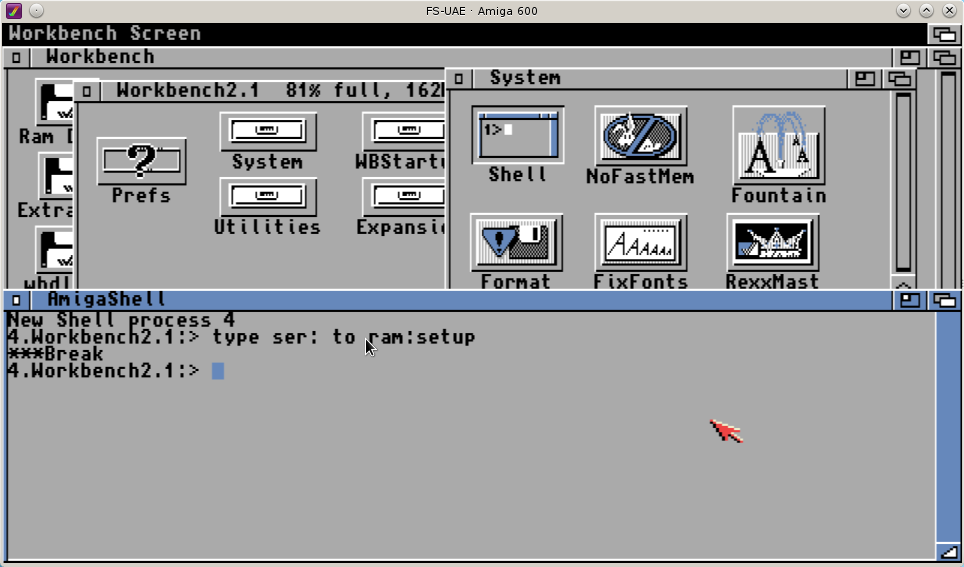 FS-UAE · Amiga 600
Workbench Screen
Workbench
System
Workbench2.1 81% full, 162
Ram
1>
Shell
NoFastMem
Fountain
System
WBStartu
Prefs
Extra
Utilities
Expansi
Format
FixFonts
RexxMast
whdl
AmigaShell
New Shell process 4
4.Workbench2.1:> type ser: to ram:setup
***Break
4.Workbench2.1:>